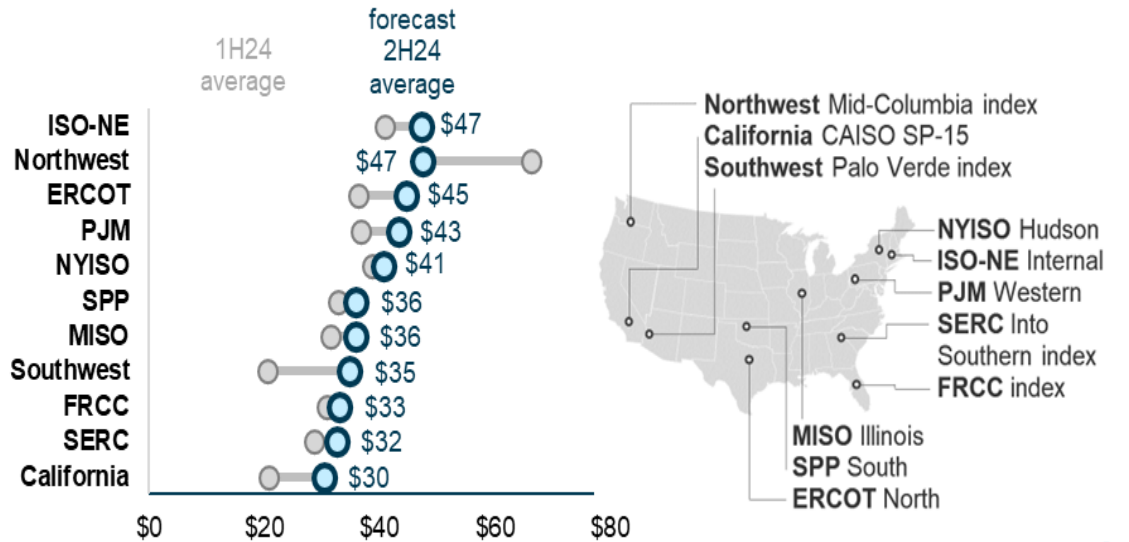 1H24
average
forecast
2H24
average
ISO-NE $47
Northwest $47
ERCOT $45
PJM $43
NYISO $41
SPP $36
MISO $36
Southwest $35
FRCC $33
SERC $32
California $30
$0 $20 $40 $60 $80
Northwest Mid-Columbia index
California CAISO SP-15
Southwest Palo Verde index
NYISO Hudson
ISO-NE Internal
PJM Western
SERC Into
Southern index
FRCC index
MISO Illinois
SPP South
ERCOT North